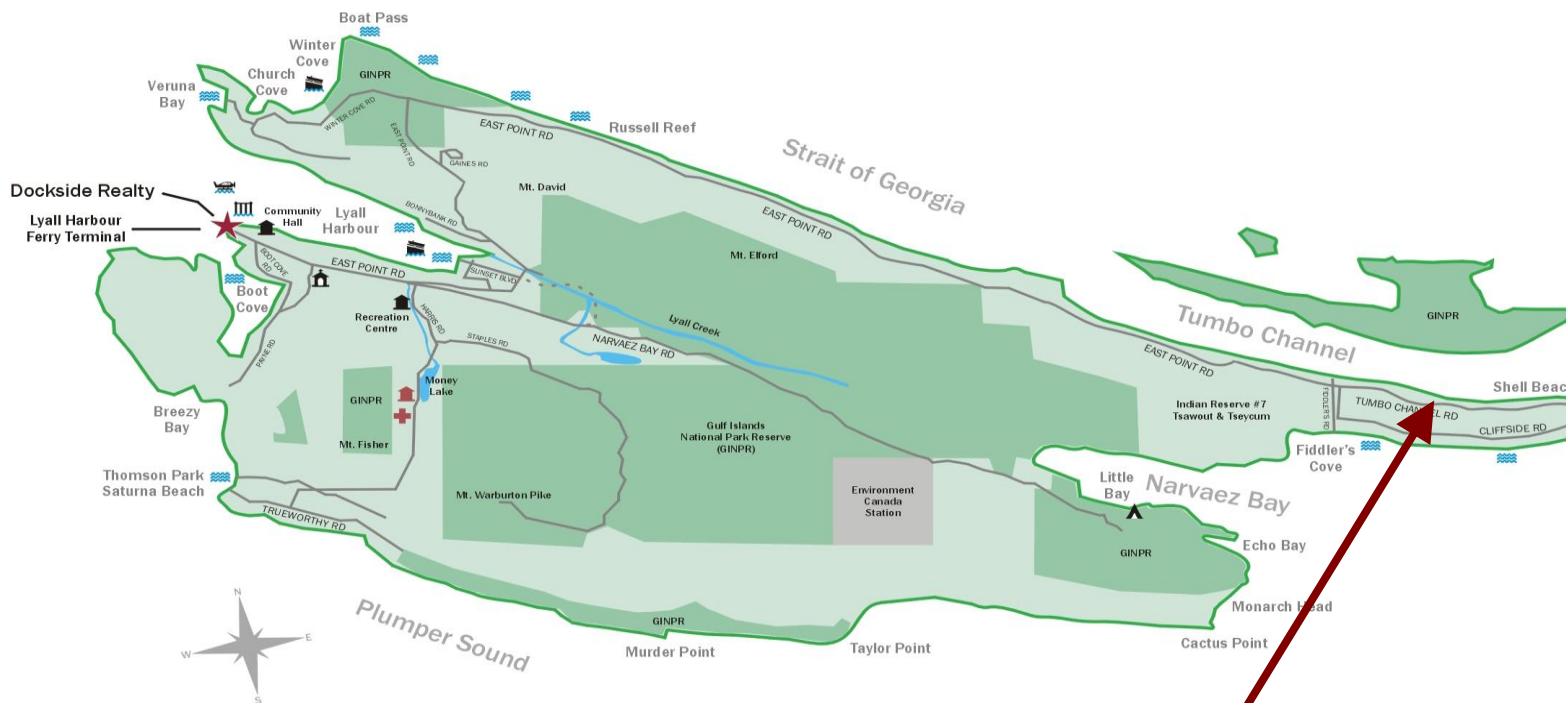 Boat Pass
Winter
Cove
Church
Cove
Veruna
Bay
GINPR
WINTER COVE RD
EAST POINT RD
EAST POINT RD
GAINES RD
Russell Reef
Strait of Georgia
Dockside Realty
Lyall Harbour
Ferry Terminal
Community
Hall
Lyall
Harbour
BONNYBANK RD
Mt. David
EAST POINT RD
Mt. Elford
BOOT COVE
RD
Boot
Cove
EAST POINT RD
SUNSET BLVD
Recreation
Centre
HARRIS RD
STAPLES RD
NARVAEZ BAY RD
Lyall Creek
PAYNE RD
Money
Lake
GINPR
Mt. Fisher
Breezy
Bay
Thomson Park
Saturna Beach
TRUEWORTHY RD
Mt. Warburton Pike
Gulf Islands
National Park Reserve
(GINPR)
Environment
Canada
Station
Tumbo Channel
GINPR
EAST POINT RD
Indian Reserve #7
Tsawout & Tseycum
FIDDLER'S RD
TUMBO CHANNEL RD
CLIFFSIDE RD
Shell Beach
Fiddler's
Cove
Little
Bay
Narvaez Bay
GINPR
Echo Bay
Monarch Head
Cactus Point
Taylor Point
Murder Point
GINPR
Plumper Sound
N
W
E
S